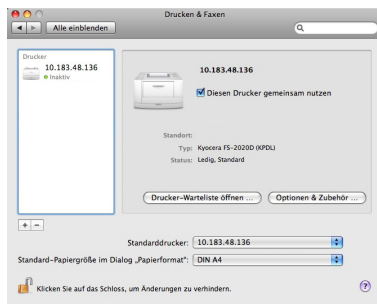 Drucken & Faxen
Alle einblenden
Drucker
10.183.48.136
Inaktiv
10.183.48.136
Diesen Drucker gemeinsam nutzen
Standort:
Typ: Kyocera FS-2020D (KPDL)
Status: Ledig, Standard
Drucker-Warteliste öffnen ...
Optionen & Zubehör ...
+ −
Standarddrucker: 10.183.48.136
Standard-Papiergröße im Dialog „Papierformat“: DIN A4
Klicken Sie auf das Schloss, um Änderungen zu verhindern.
?